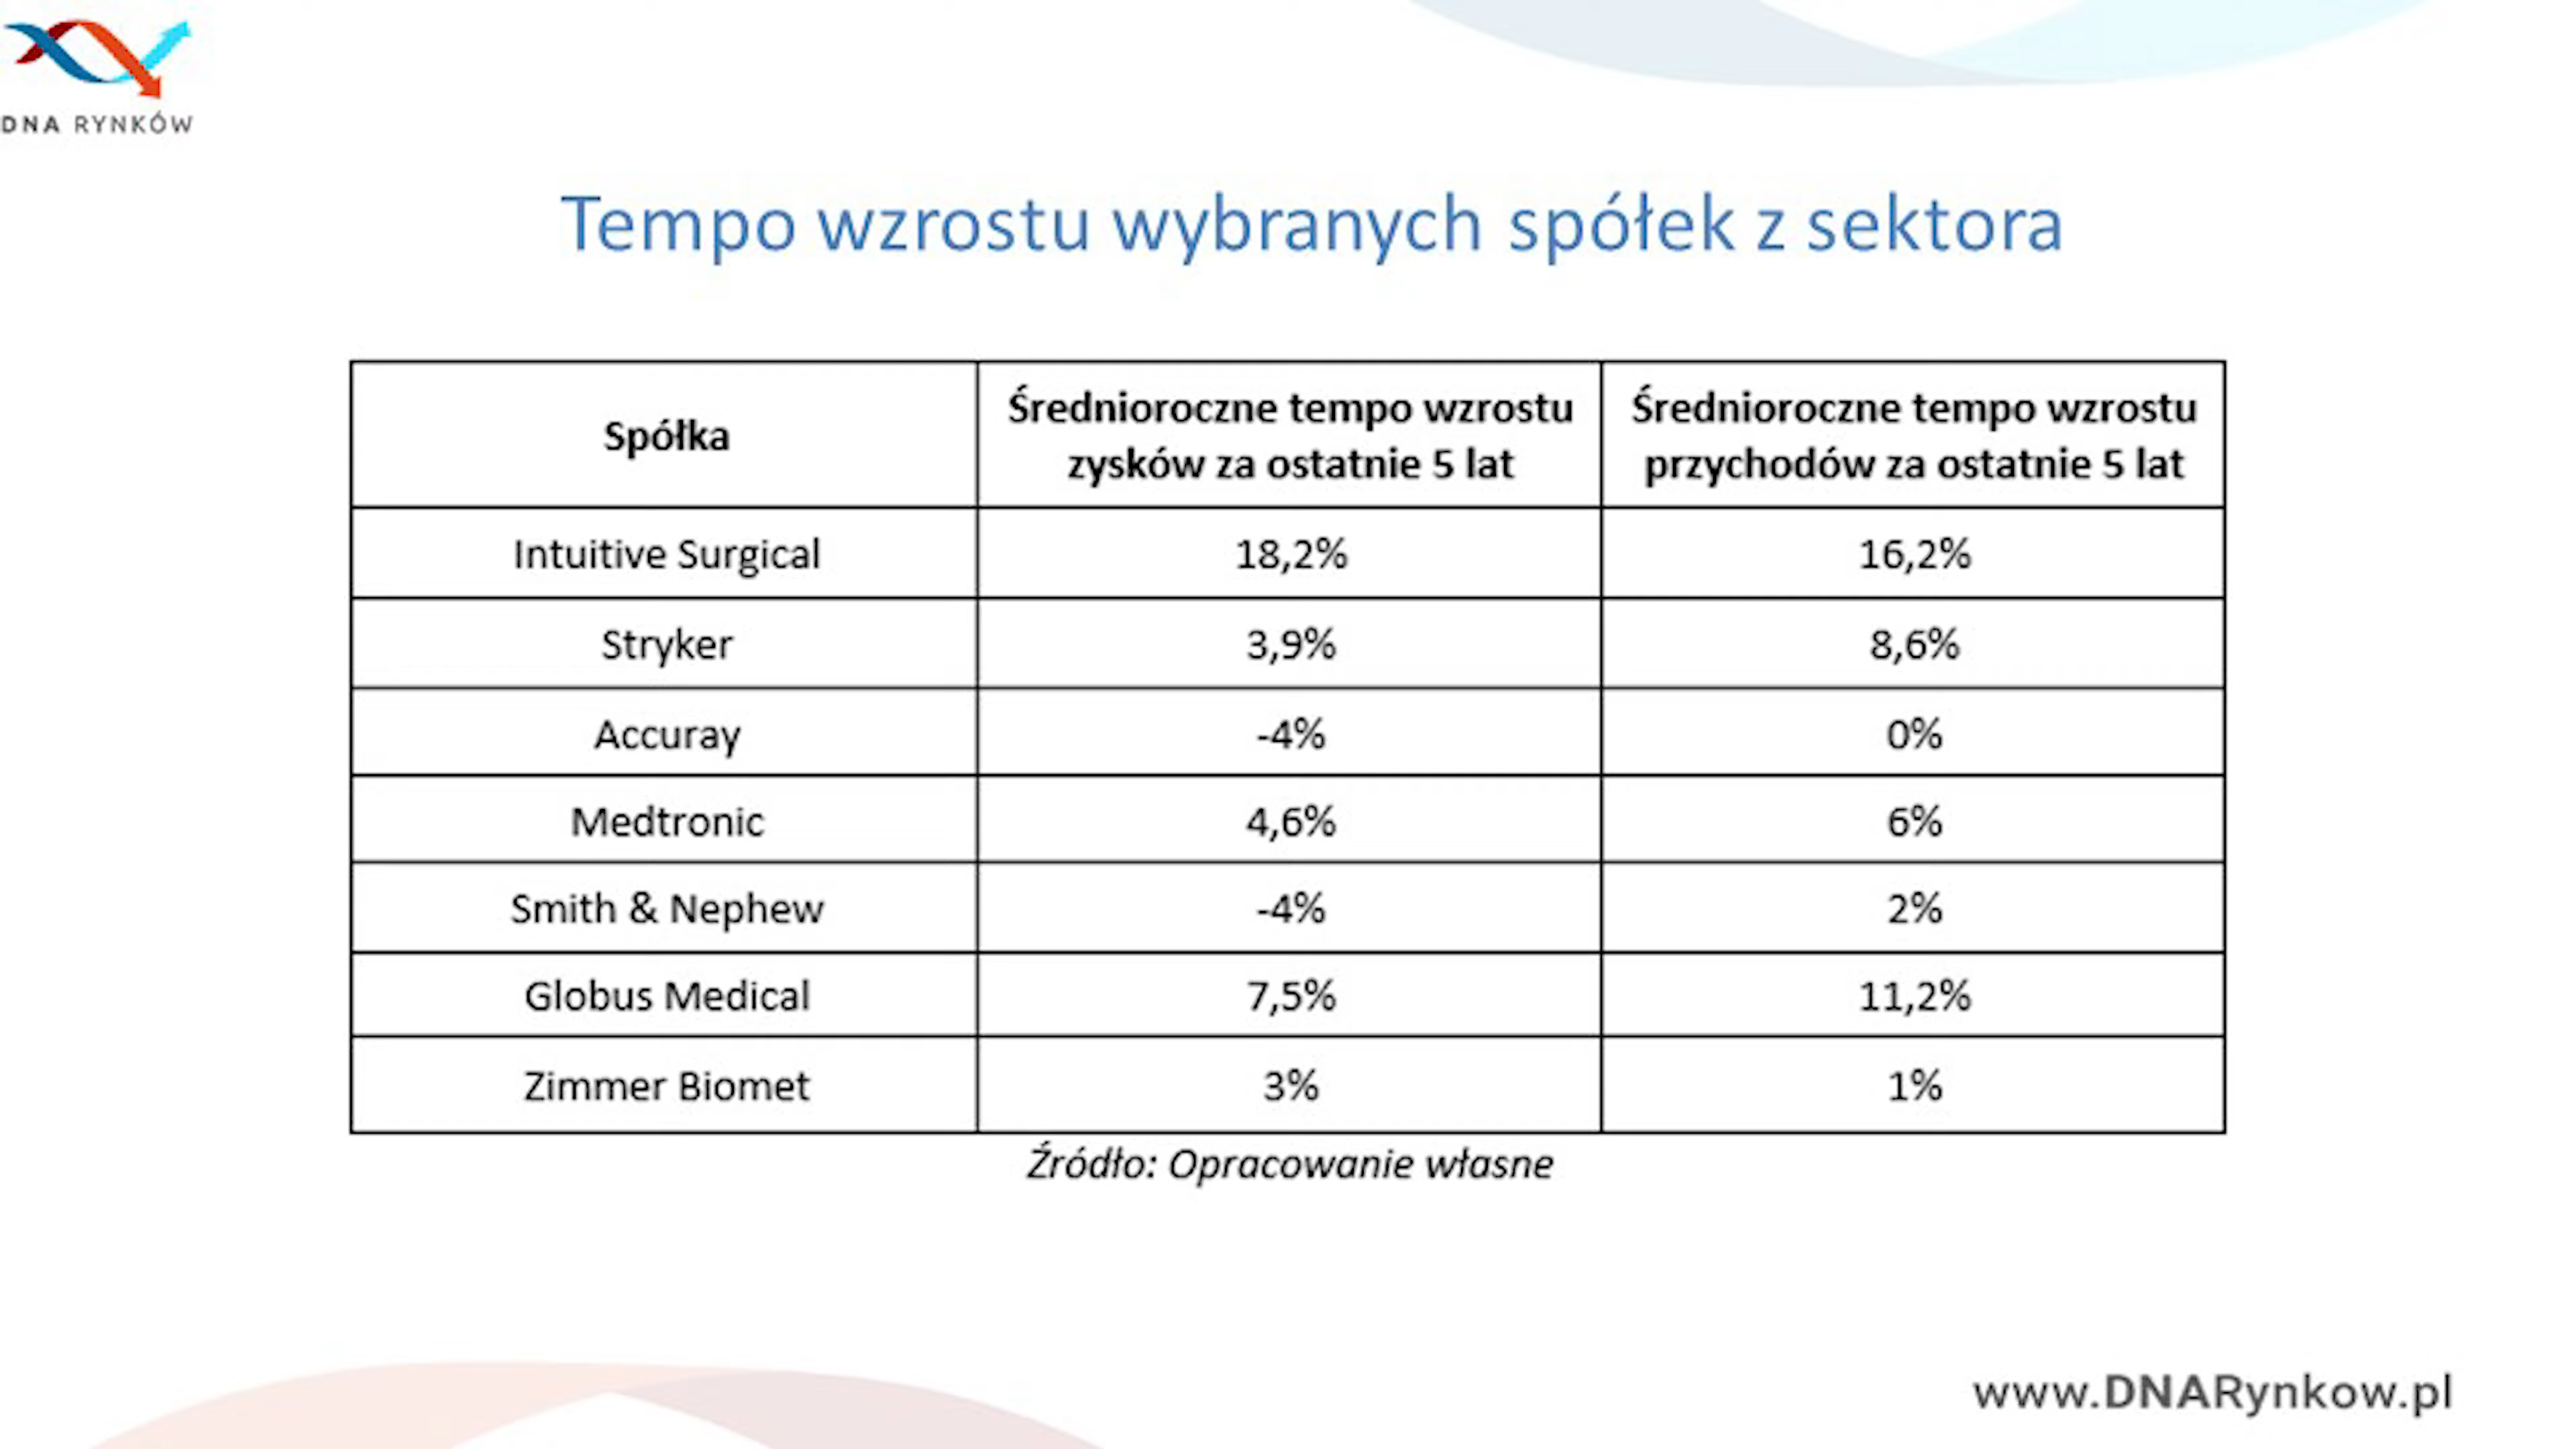 DNA RYNKÓW
Tempo wzrostu wybranych spółek z sektora
Spółka
Średnioroczne tempo wzrostu
zysków za ostatnie 5 lat
Średnioroczne tempo wzrostu
przychodów za ostatnie 5 lat
Intuitive Surgical 18,2% 16,2%
Stryker 3,9% 8,6%
Accuray -4% 0%
Medtronic 4,6% 6%
Smith & Nephew -4% 2%
Globus Medical 7,5% 11,2%
Zimmer Biomet 3% 1%
Źródło: Opracowanie własne
www.DNARynkow.pl